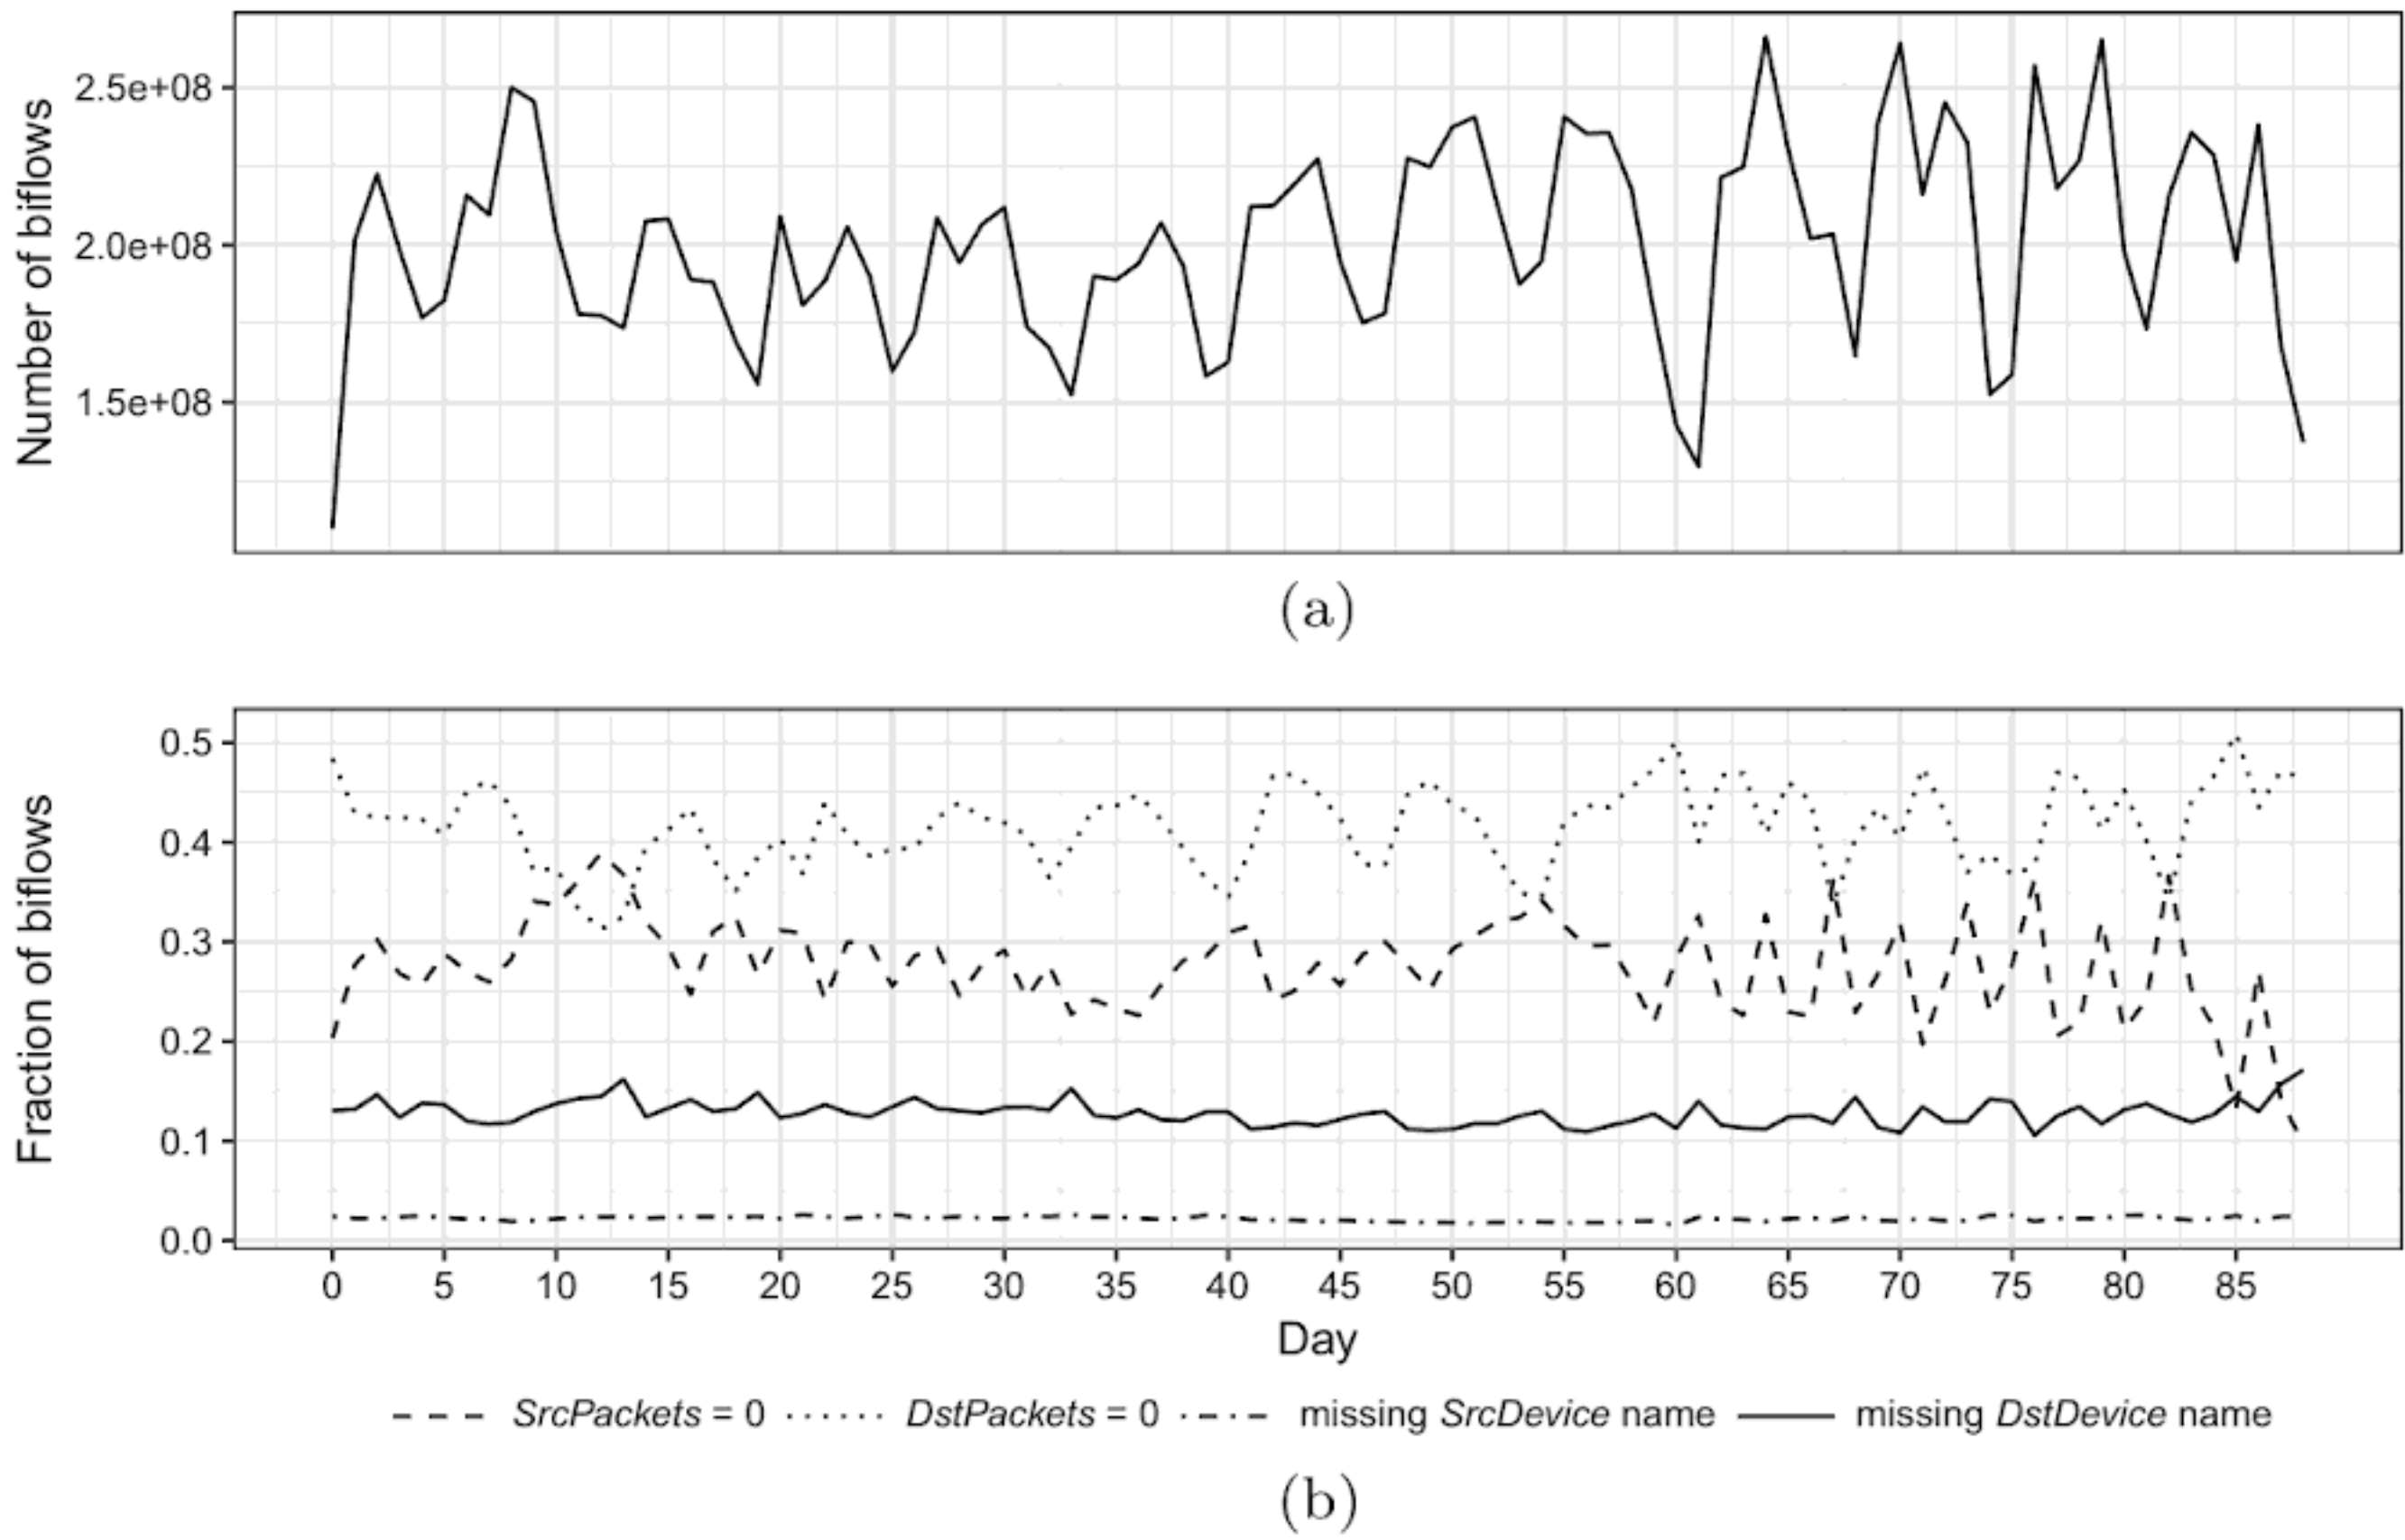 Number of biflows
2.5e+08
2.0e+08
1.5e+08
(a)
Fraction of biflows
0.5
0.4
0.3
0.2
0.1
0.0
0 5 10 15 20 25 30 35 40 45 50 55 60 65 70 75 80 85
Day
SrcPackets = 0 DstPackets = 0 missing SrcDevice name missing DstDevice name
(b)